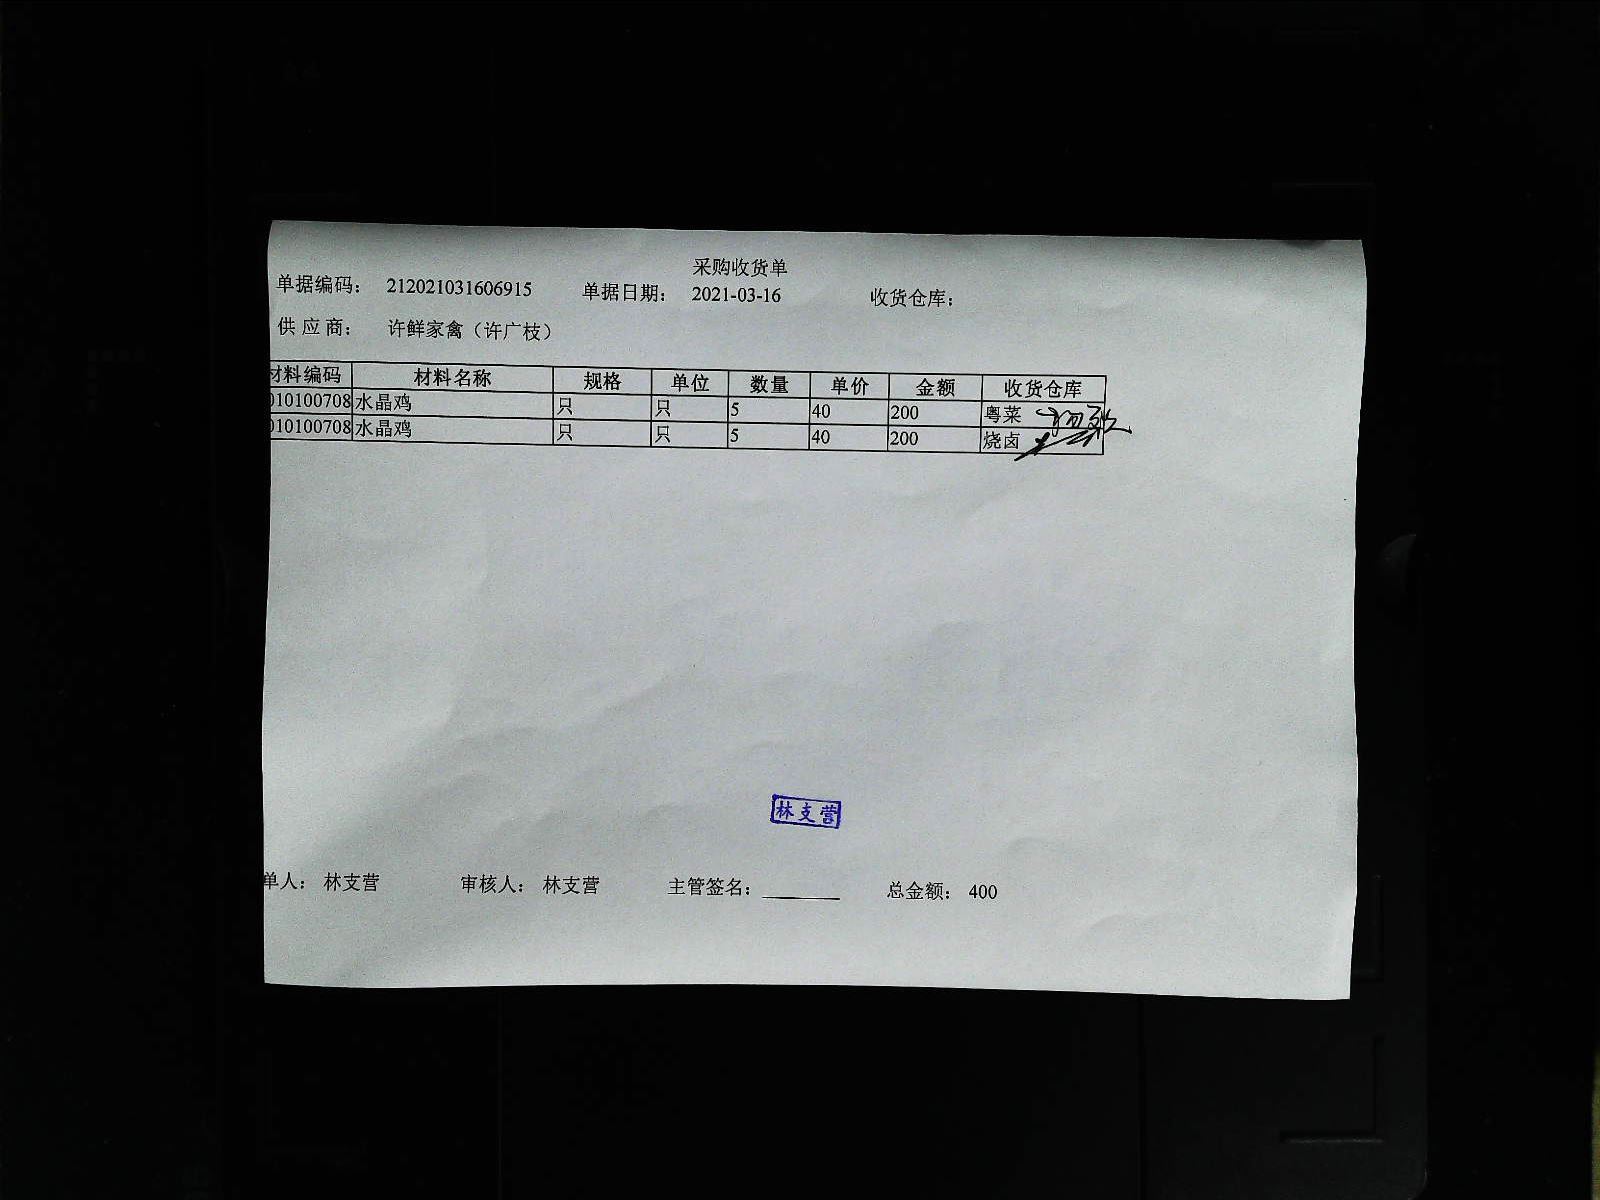 采购收货单
单据编码： 212021031606915 单据日期： 2021-03-16 收货仓库：
供 应 商： 许鲜家禽（许广枝）
材料编码 材料名称 规格 单位 数量 单价 金额 收货仓库
010100708 水晶鸡 只 只 5 40 200 粤菜
010100708 水晶鸡 只 只 5 40 200 烧卤
林支营
单人： 林支营 审核人： 林支营 主管签名： 总金额： 400